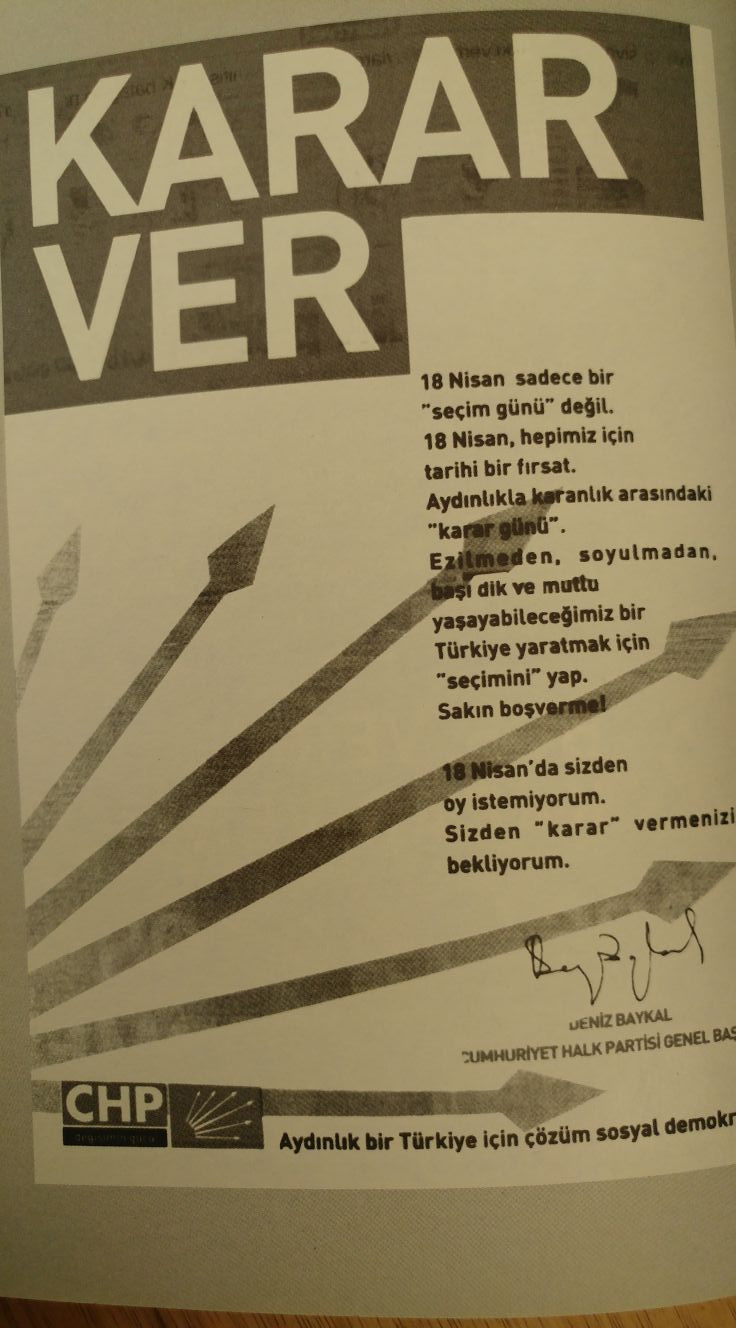 KARAR
VER
18 Nisan sadece bir
"seçim günü" değil.
18 Nisan, hepimiz için
tarihi bir fırsat.
Aydınlıkla karanlık arasındaki
"karar günü".
Ezilmeden, soyulmadan,
başı dik ve mutlu
yaşayabileceğimiz bir
Türkiye yaratmak için
"seçimini" yap.
Sakın boşverme!
18 Nisan'da sizden
oy istemiyorum.
Sizden "karar" vermenizi
bekliyorum.
DENİZ BAYKAL
CUMHURİYET HALK PARTİSİ GENEL BAŞ
CHP
değişimin gücü
Aydınlık bir Türkiye için çözüm sosyal demokr